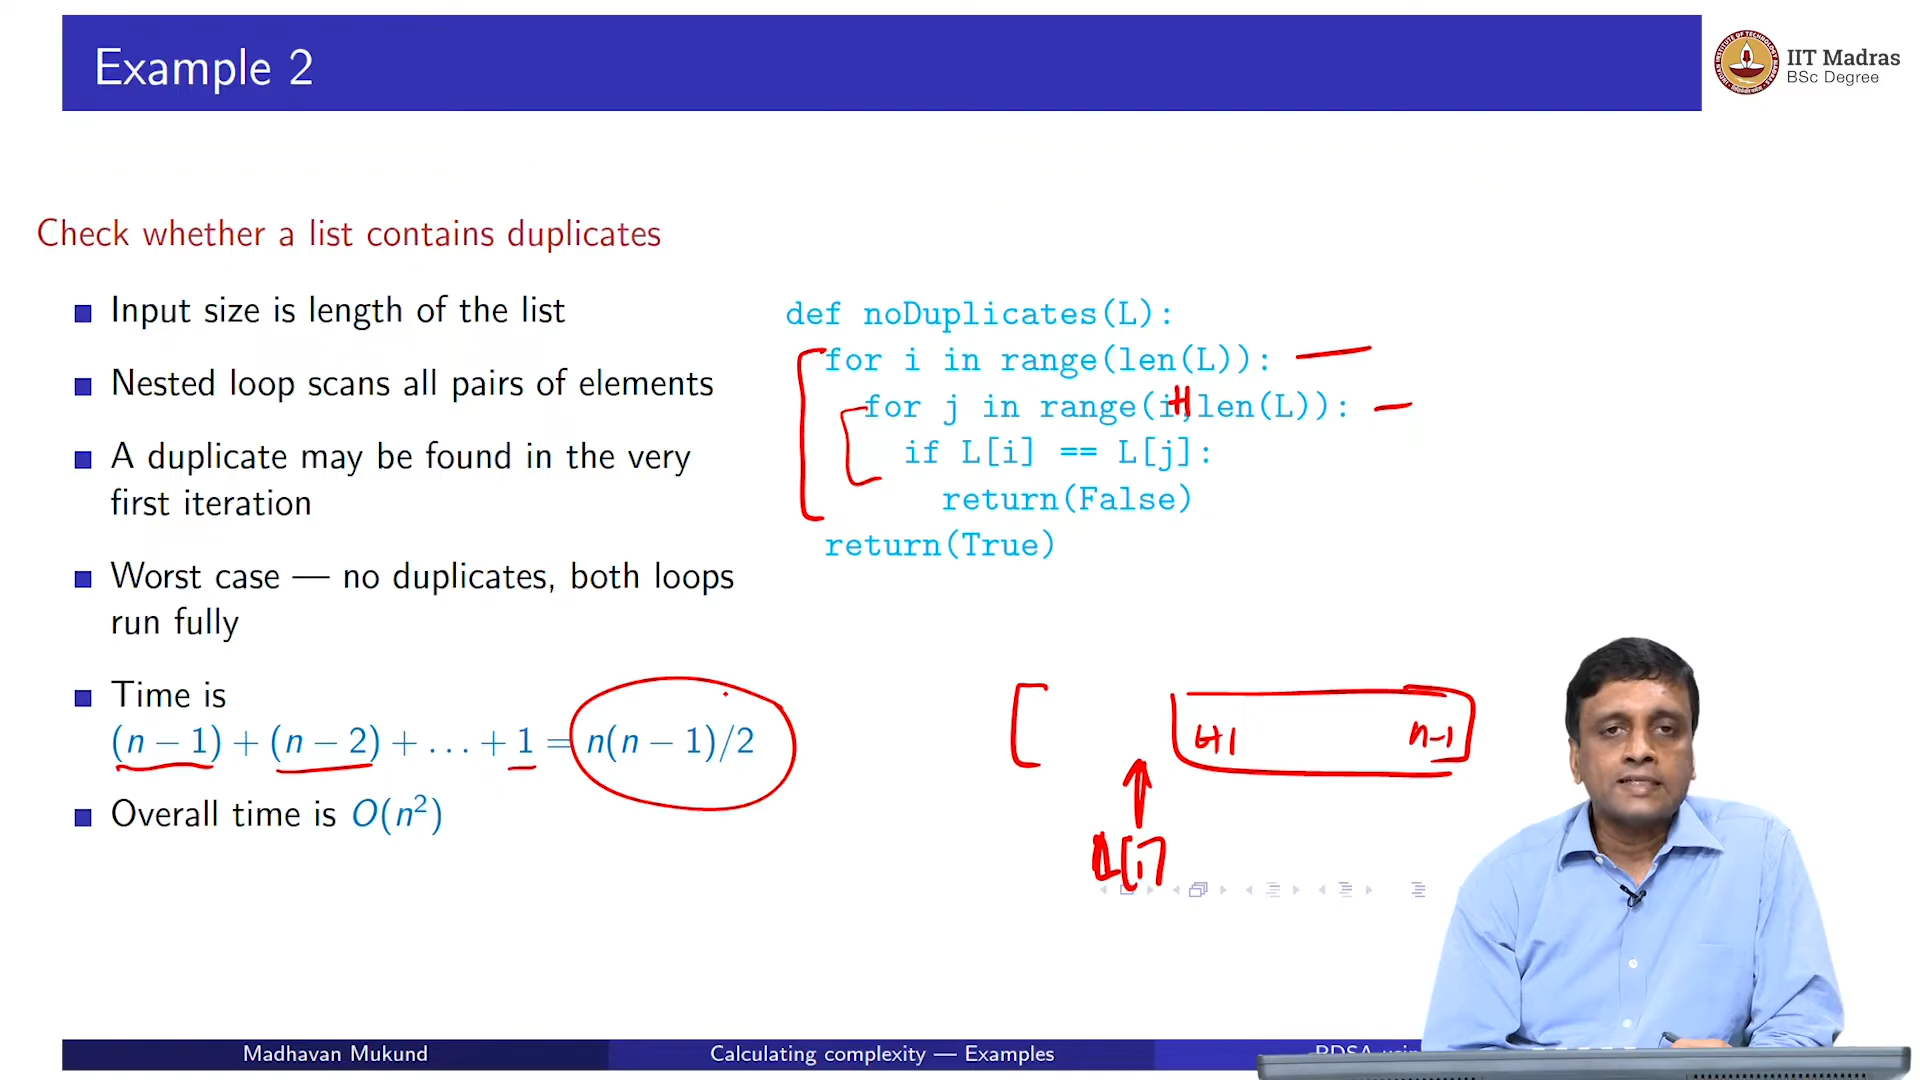 Example 2
IIT Madras
BSc Degree
Check whether a list contains duplicates
Input size is length of the list
Nested loop scans all pairs of elements
A duplicate may be found in the very
first iteration
Worst case — no duplicates, both loops
run fully
Time is
(n − 1) + (n − 2) + . . . + 1 = n(n − 1)/2
Overall time is O(n²)
def noDuplicates(L):
for i in range(len(L)):
for j in range(i+1,len(L)):
if L[i] == L[j]:
return(False)
return(True)
i+1 n-1
L[i]
Madhavan Mukund
Calculating complexity — Examples